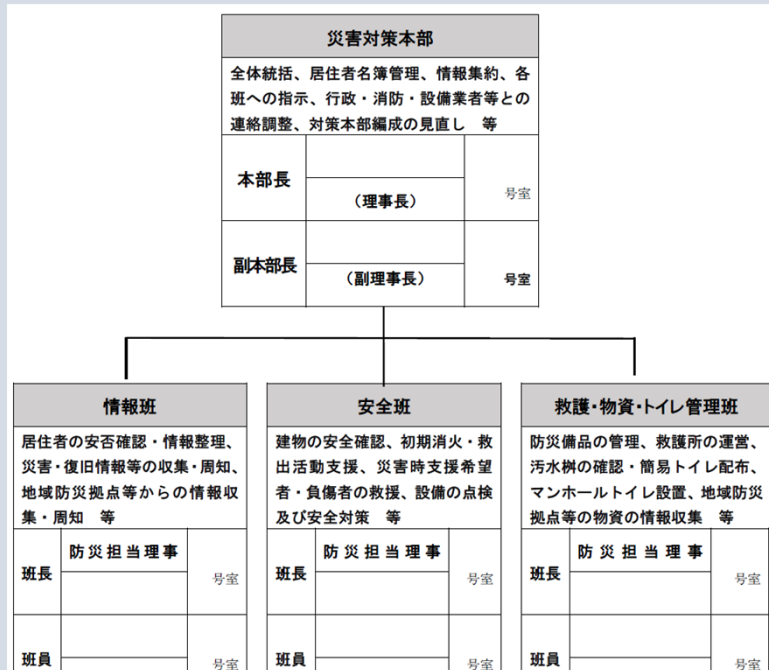 災害対策本部
全体統括、居住者名簿管理、情報集約、各
班への指示、行政・消防・設備業者等との
連絡調整、対策本部編成の見直し　等
本部長
（理事長）
号室
副本部長
（副理事長）
号室
情報班
居住者の安否確認・情報整理、
災害・復旧情報等の収集・周知、
地域防災拠点等からの情報収
集・周知　等
防災担当理事
班長
号室
班員
号室
安全班
建物の安全確認、初期消火・救
出活動支援、災害時支援希望
者・負傷者の救援、設備の点検
及び安全対策　等
防災担当理事
班長
号室
班員
号室
救護・物資・トイレ管理班
防災備品の管理、救護所の運営、
汚水桝の確認・簡易トイレ配布、
マンホールトイレ設置、地域防災
拠点等の物資の情報収集　等
防災担当理事
班長
号室
班員
号室